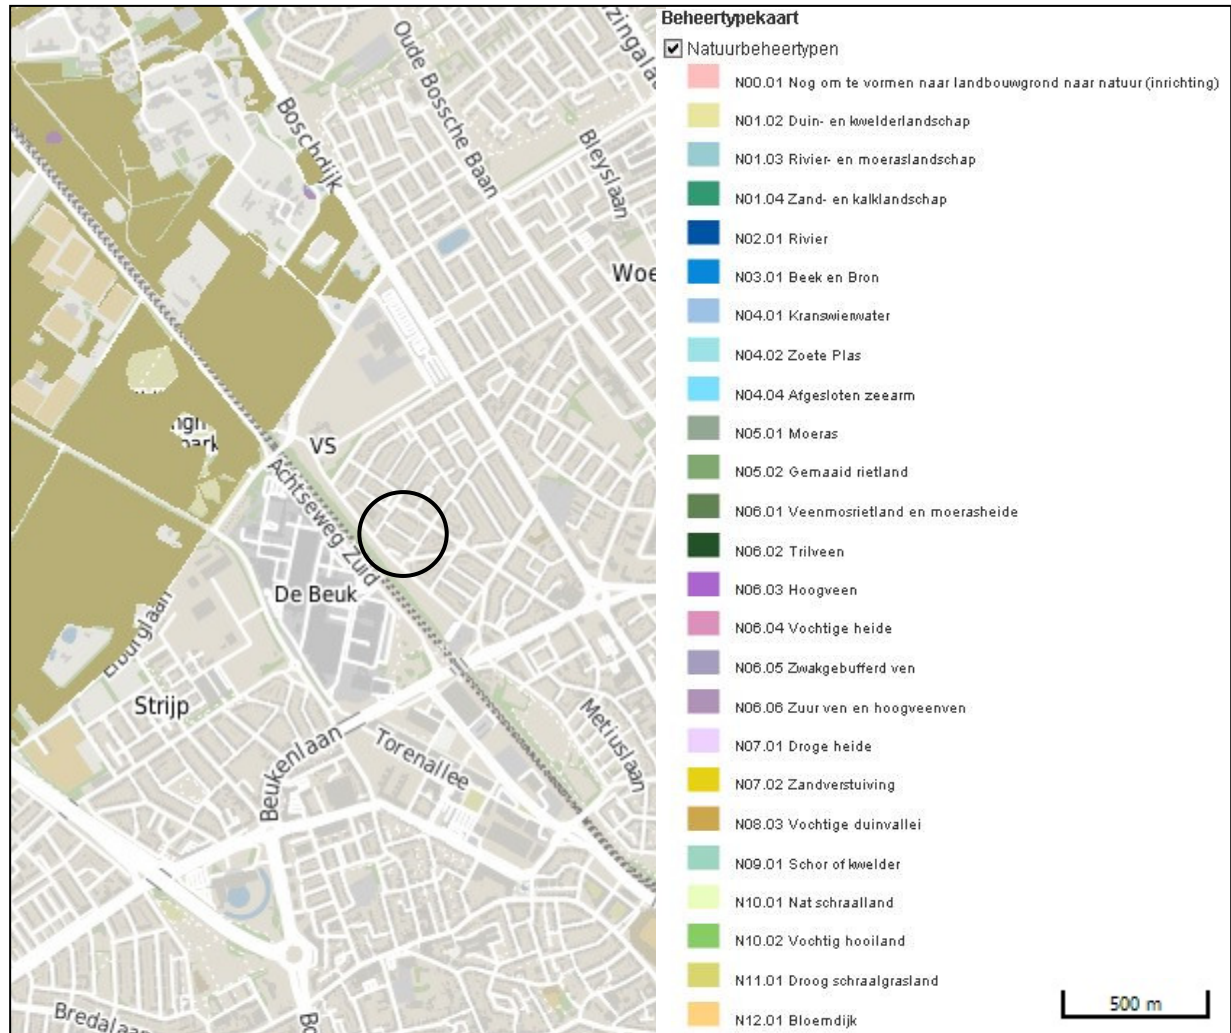 Oude Bossche Baan
Boschdijk
Bleyslaan
Woe
VS
Achtseweg Zuid
De Beuk
Strijp
Beukenlaan
Torenallee
Metiuslaan
Bredalaan
Beheertypekaart
Natuurbeheertypen
N00.01 Nog om te vormen naar landbouwgrond naar natuur (inrichting)
N01.02 Duin- en kwelderlandschap
N01.03 Rivier- en moeraslandschap
N01.04 Zand- en kalklandschap
N02.01 Rivier
N03.01 Beek en Bron
N04.01 Kranswierwater
N04.02 Zoete Plas
N04.04 Afgesloten zeearm
N05.01 Moeras
N05.02 Gemaaid rietland
N06.01 Veenmosrietland en moerasheide
N06.02 Trilveen
N06.03 Hoogveen
N06.04 Vochtige heide
N06.05 Zwakgebufferd ven
N06.06 Zuur ven en hoogveenven
N07.01 Droge heide
N07.02 Zandverstuiving
N08.03 Vochtige duinvallei
N09.01 Schor of kwelder
N10.01 Nat schraalland
N10.02 Vochtig hooiland
N11.01 Droog schraalgrasland
N12.01 Bloemdijk
500 m